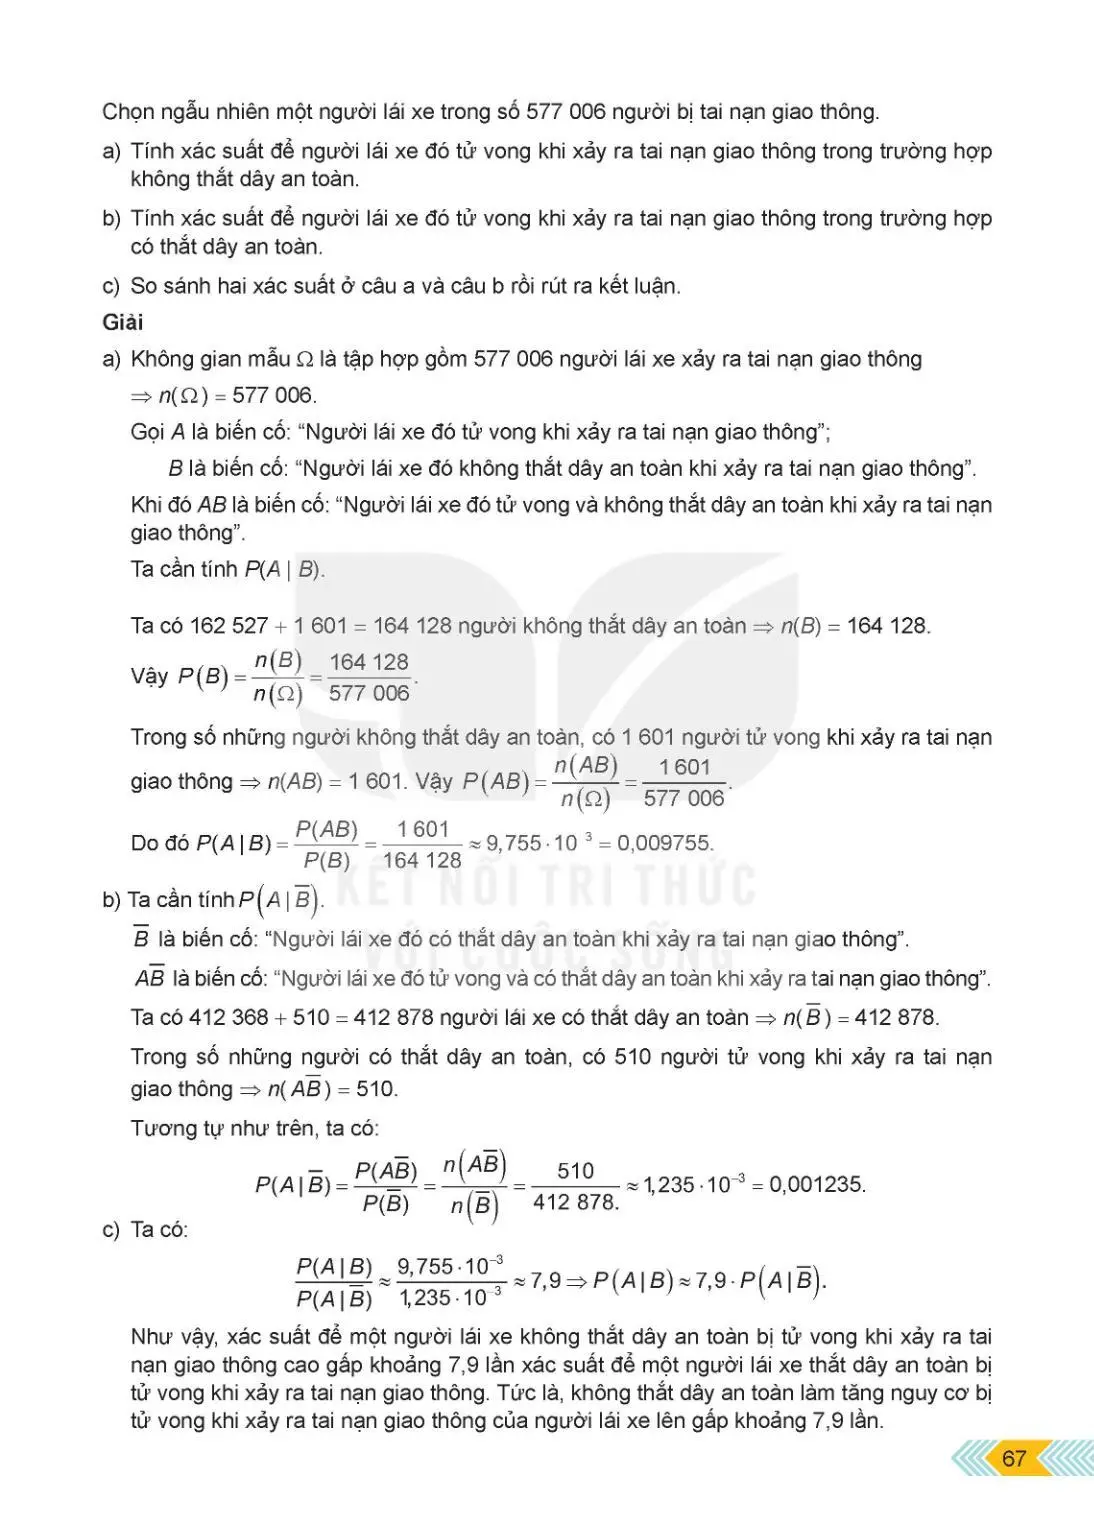 Chọn ngẫu nhiên một người lái xe trong số 577 006 người bị tai nạn giao thông.
a) Tính xác suất để người lái xe đó tử vong khi xảy ra tai nạn giao thông trong trường hợp
không thắt dây an toàn.
b) Tính xác suất để người lái xe đó tử vong khi xảy ra tai nạn giao thông trong trường hợp
có thắt dây an toàn.
c) So sánh hai xác suất ở câu a và câu b rồi rút ra kết luận.
Giải
a) Không gian mẫu Ω là tập hợp gồm 577 006 người lái xe xảy ra tai nạn giao thông
⇒ n(Ω) = 577 006.
Gọi A là biến cố: “Người lái xe đó tử vong khi xảy ra tai nạn giao thông”;
B là biến cố: “Người lái xe đó không thắt dây an toàn khi xảy ra tai nạn giao thông”.
Khi đó AB là biến cố: “Người lái xe đó tử vong và không thắt dây an toàn khi xảy ra tai nạn
giao thông”.
Ta cần tính P(A | B).
Ta có 162 527 + 1 601 = 164 128 người không thắt dây an toàn ⇒ n(B) = 164 128.
Vậy P(B) = n(B)/n(Ω) = 164 128/577 006.
Trong số những người không thắt dây an toàn, có 1 601 người tử vong khi xảy ra tai nạn
giao thông ⇒ n(AB) = 1 601. Vậy P(AB) = n(AB)/n(Ω) = 1 601/577 006.
Do đó P(A | B) = P(AB)/P(B) = 1 601/164 128 ≈ 9,755 · 10 ³ = 0,009755.
KẾT NỐI TRI THỨC
b) Ta cần tính P(A | B̅).
VỚI CUỘC SỐNG
B̅ là biến cố: “Người lái xe đó có thắt dây an toàn khi xảy ra tai nạn giao thông”.
AB̅ là biến cố: “Người lái xe đó tử vong và có thắt dây an toàn khi xảy ra tai nạn giao thông”.
Ta có 412 368 + 510 = 412 878 người lái xe có thắt dây an toàn ⇒ n(B̅) = 412 878.
Trong số những người có thắt dây an toàn, có 510 người tử vong khi xảy ra tai nạn
giao thông ⇒ n(AB̅) = 510.
Tương tự như trên, ta có:
P(A | B̅) = P(AB̅)/P(B̅) = n(AB̅)/n(B̅) = 510/412 878. ≈ 1,235 · 10⁻³ = 0,001235.
c) Ta có:
P(A | B)/P(A | B̅) ≈ 9,755 · 10⁻³/1,235 · 10⁻³ ≈ 7,9 ⇒ P(A | B) ≈ 7,9 · P(A | B̅).
Như vậy, xác suất để một người lái xe không thắt dây an toàn bị tử vong khi xảy ra tai
nạn giao thông cao gấp khoảng 7,9 lần xác suất để một người lái xe thắt dây an toàn bị
tử vong khi xảy ra tai nạn giao thông. Tức là, không thắt dây an toàn làm tăng nguy cơ bị
tử vong khi xảy ra tai nạn giao thông của người lái xe lên gấp khoảng 7,9 lần.
67